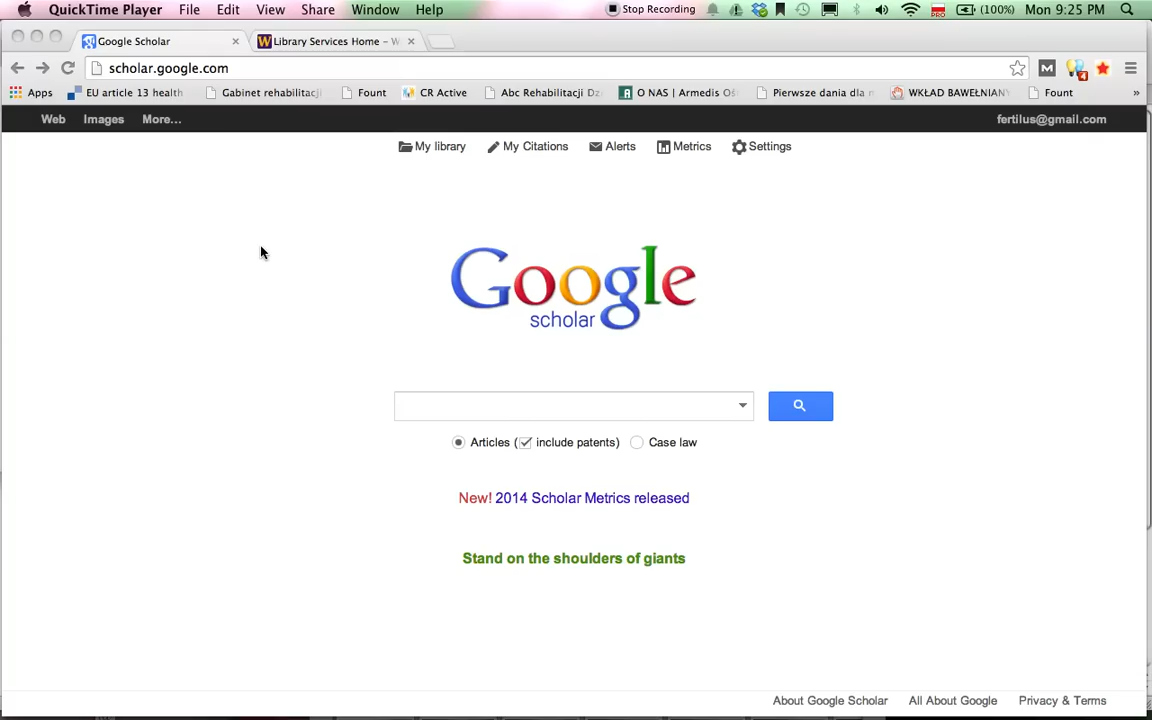 QuickTime Player File Edit View Share Window Help Stop Recording (100%) Mon 9:25 PM
Google Scholar Library Services Home – W
scholar.google.com
Apps EU article 13 health Gabinet rehabilitacji Fount CR Active Abc Rehabilitacji Dz O NAS | Armedis Oś Pierwsze dania dla m WKŁAD BAWEŁNIAN Fount »
Web Images More... fertilus@gmail.com
My library My Citations Alerts Metrics Settings
Google
scholar
Articles (include patents) Case law
New! 2014 Scholar Metrics released
Stand on the shoulders of giants
About Google Scholar All About Google Privacy & Terms